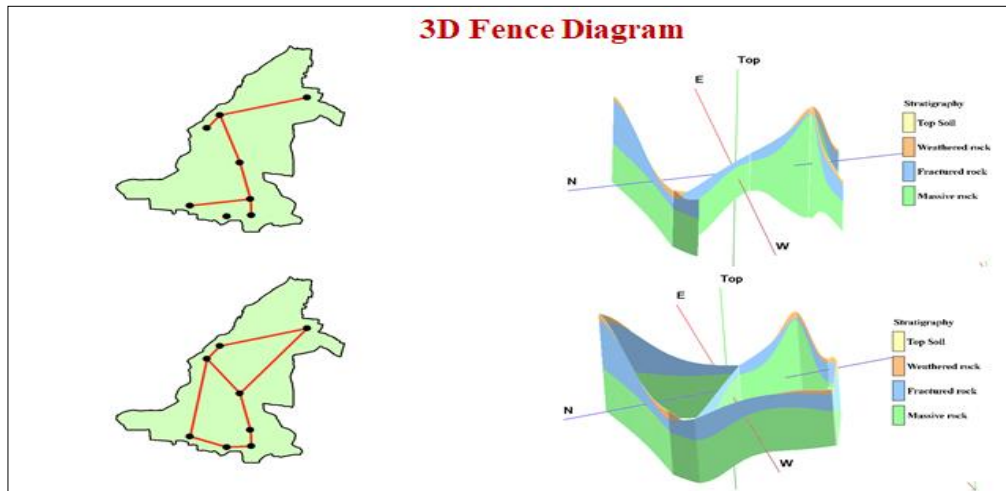 3D Fence Diagram
Top
E
Stratigraphy
Top Soil
Weathered rock
Fractured rock
Massive rock
N
W
Top
E
Stratigraphy
Top Soil
Weathered rock
Fractured rock
Massive rock
N
W